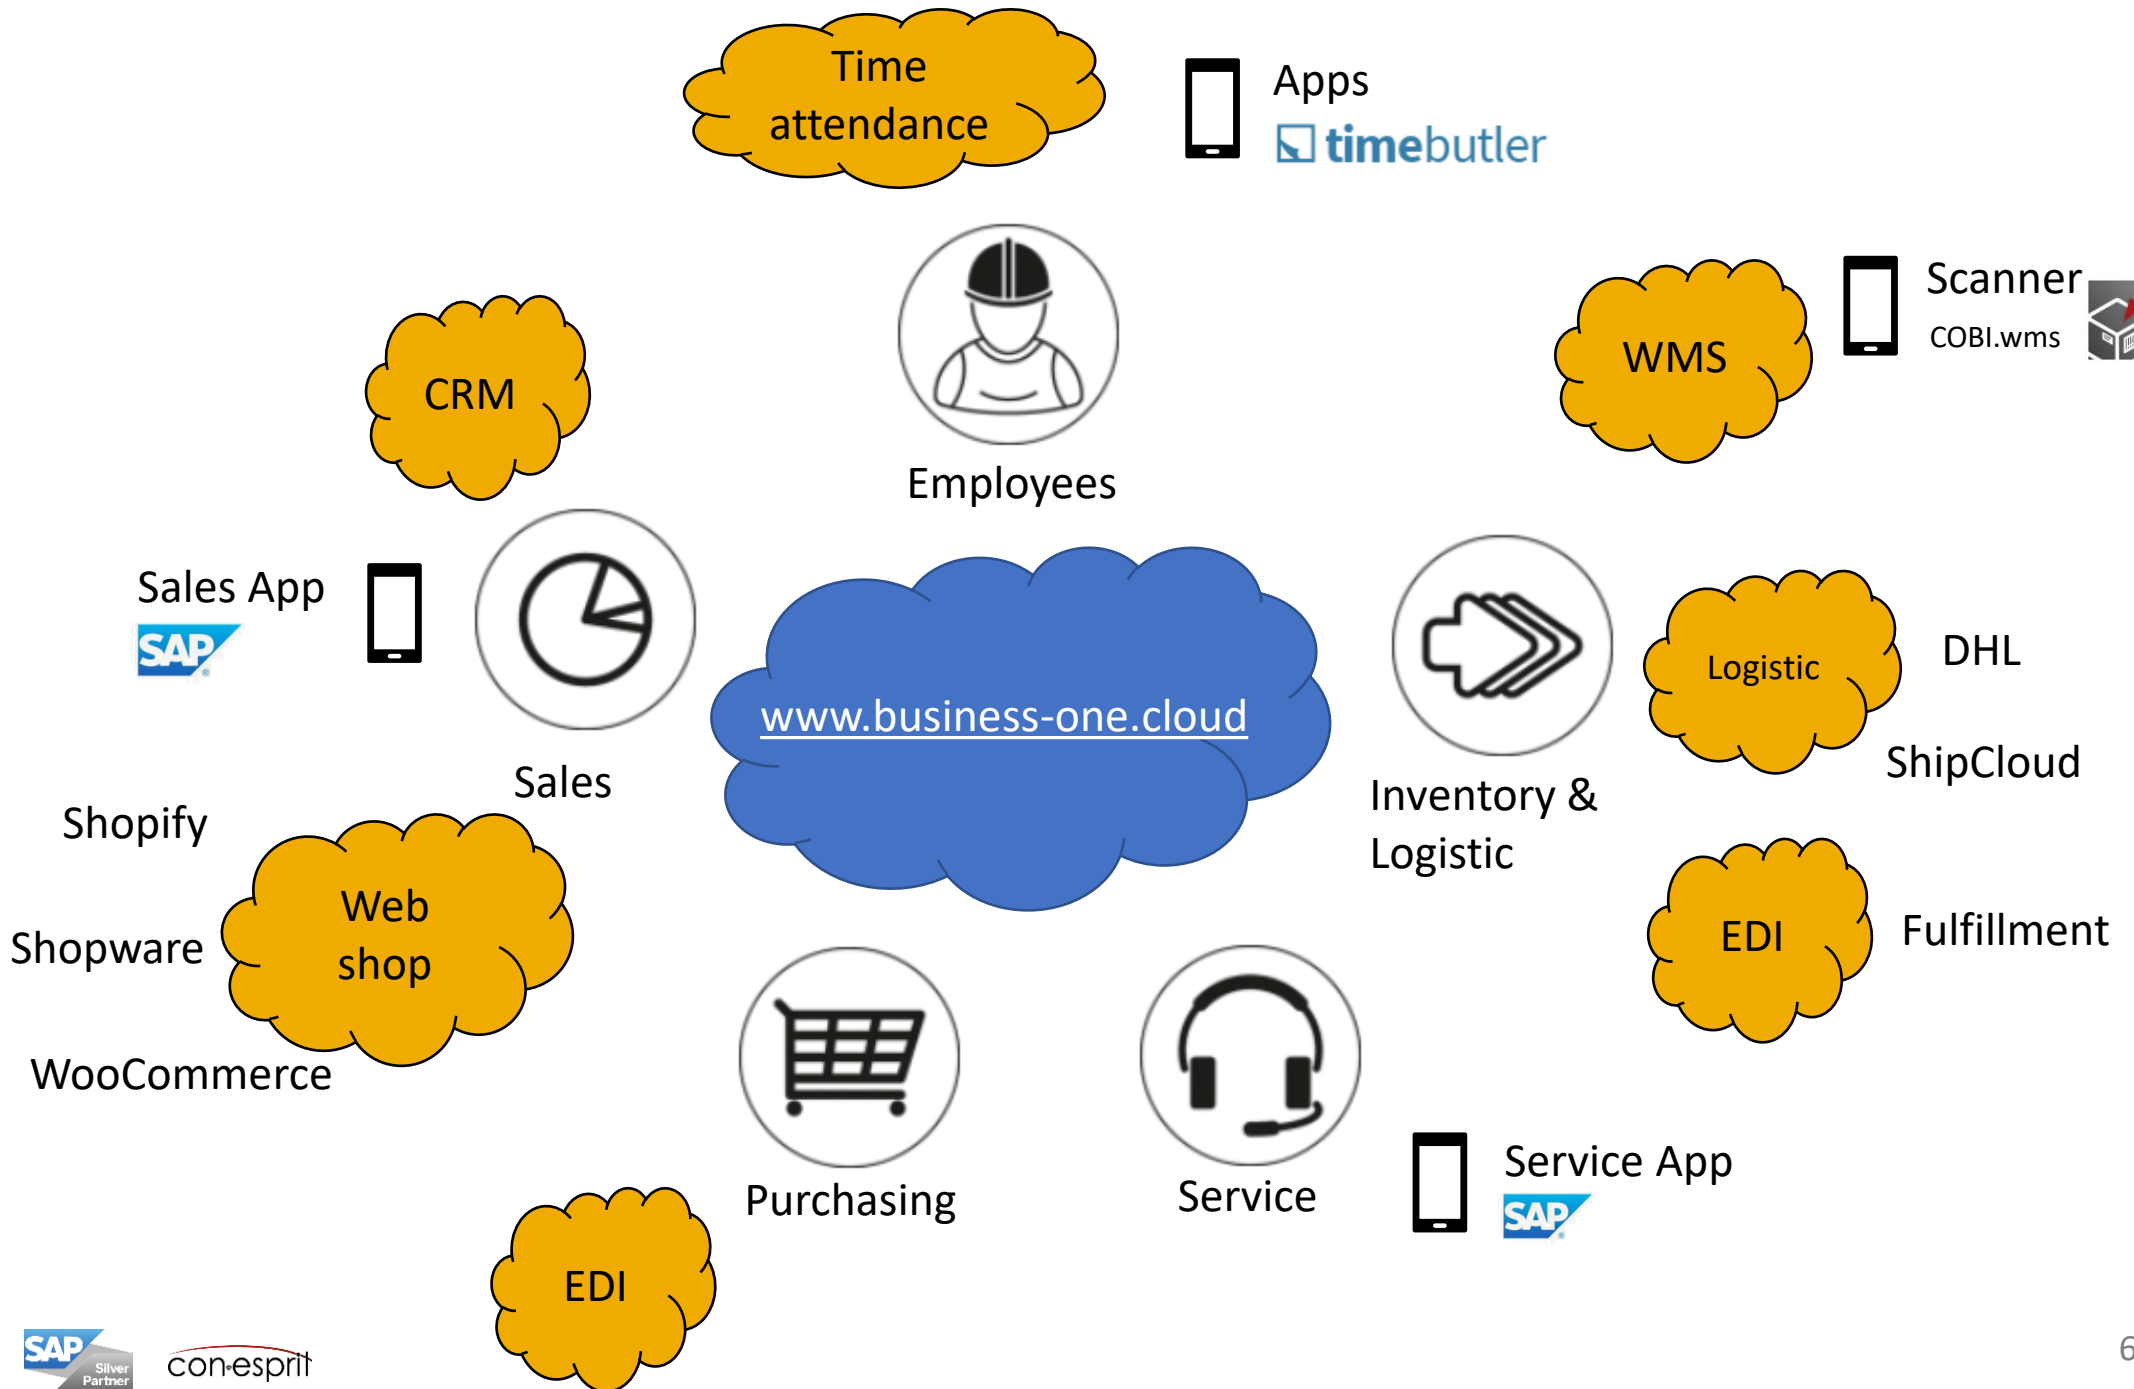 Time
attendance
Apps
timebutler
Scanner
COBI.wms
WMS
CRM
Employees
Sales App
SAP
www.business-one.cloud
Logistic
DHL
ShipCloud
Sales
Inventory &
Logistic
Shopify
Web
shop
Shopware
WooCommerce
EDI
Fulfillment
Purchasing
Service
Service App
SAP
EDI
SAP
Silver
Partner
con•esprit
6